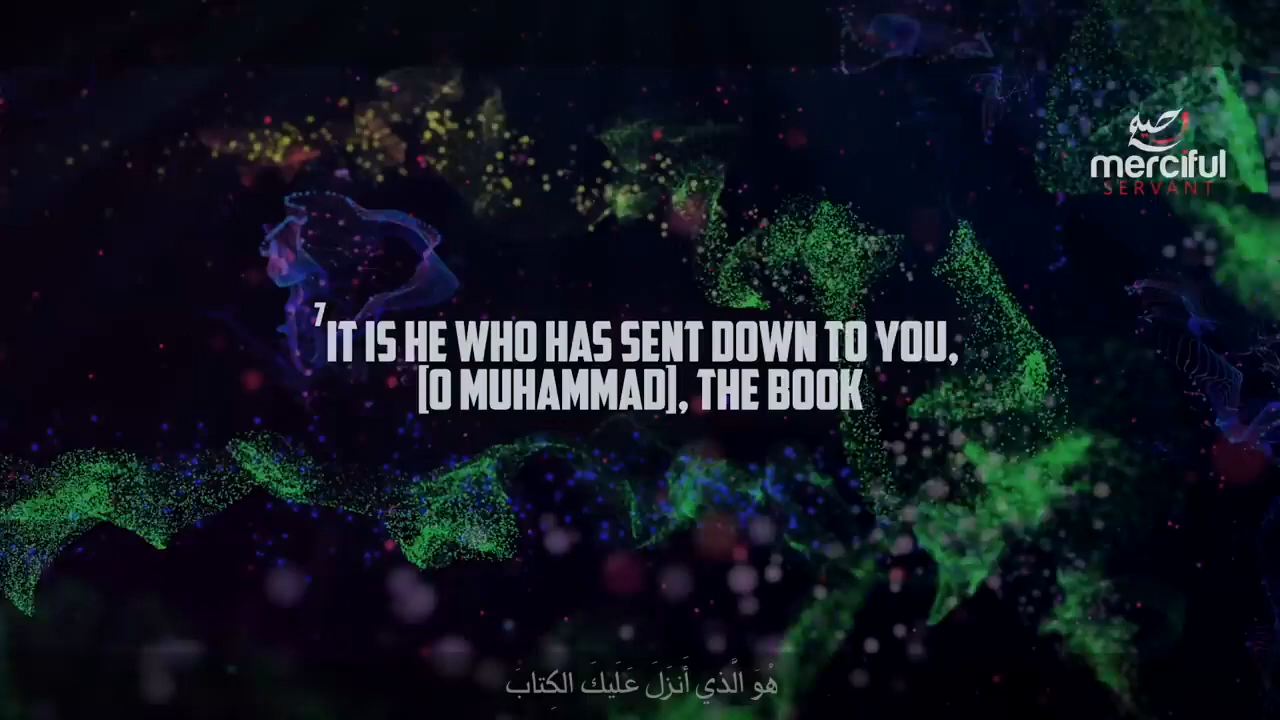 merciful
SERVANT
7 IT IS HE WHO HAS SENT DOWN TO YOU,
[O MUHAMMAD], THE BOOK
هُوَ الَّذي أَنزَلَ عَلَيكَ الكِتابَ